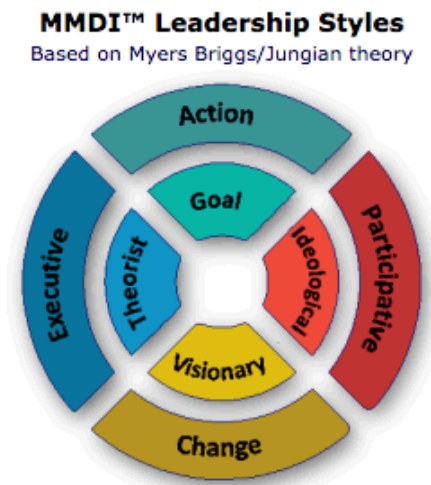 MMDI™ Leadership Styles
Based on Myers Briggs/Jungian theory
Action
Goal
Executive
Theorist
Ideological
Participative
Visionary
Change